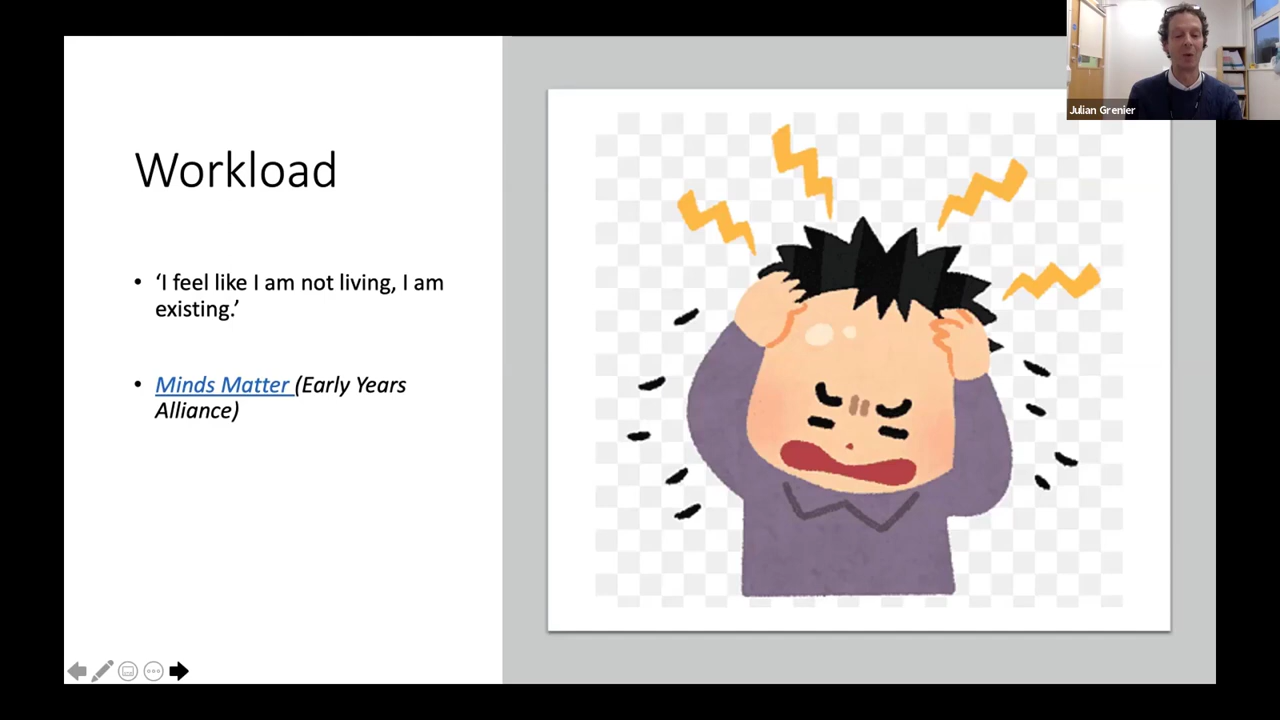 Julian Grenier
Workload
• ‘I feel like I am not living, I am
existing.’
• Minds Matter (Early Years
Alliance)